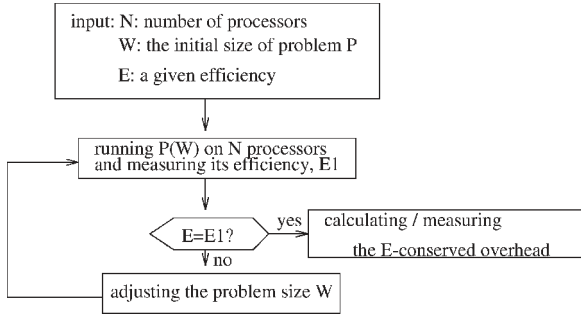 input: N: number of processors
W: the initial size of problem P
E: a given efficiency
running P(W) on N processors
and measuring its efficiency, E1
E=E1?
yes
calculating / measuring
the E-conserved overhead
no
adjusting the problem size W